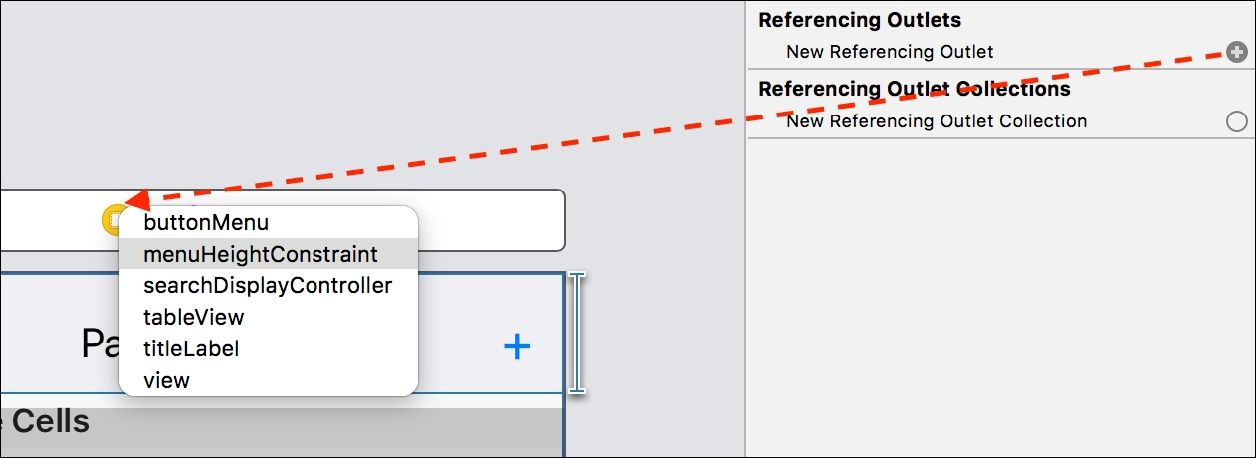 Referencing Outlets
New Referencing Outlet
Referencing Outlet Collections
New Referencing Outlet Collection
buttonMenu
menuHeightConstraint
searchDisplayController
tableView
titleLabel
view
Pa
+
e Cells